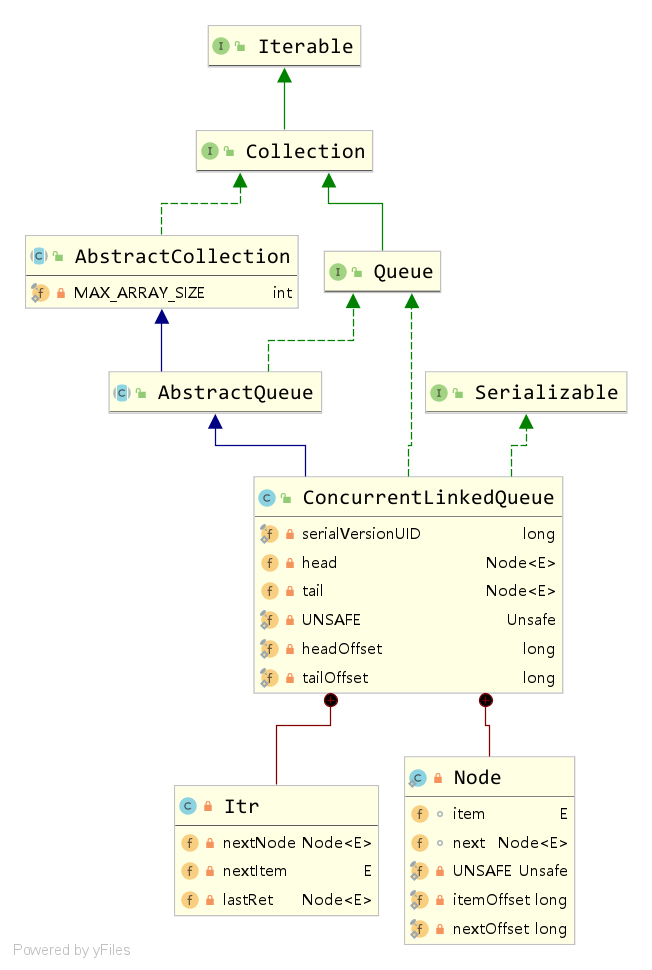 Iterable
Collection
AbstractCollection
MAX_ARRAY_SIZE int
Queue
AbstractQueue
Serializable
ConcurrentLinkedQueue
serialVersionUID long
head Node<E>
tail Node<E>
UNSAFE Unsafe
headOffset long
tailOffset long
Itr
nextNode Node<E>
nextItem E
lastRet Node<E>
Node
item E
next Node<E>
UNSAFE Unsafe
itemOffset long
nextOffset long
Powered by yFiles